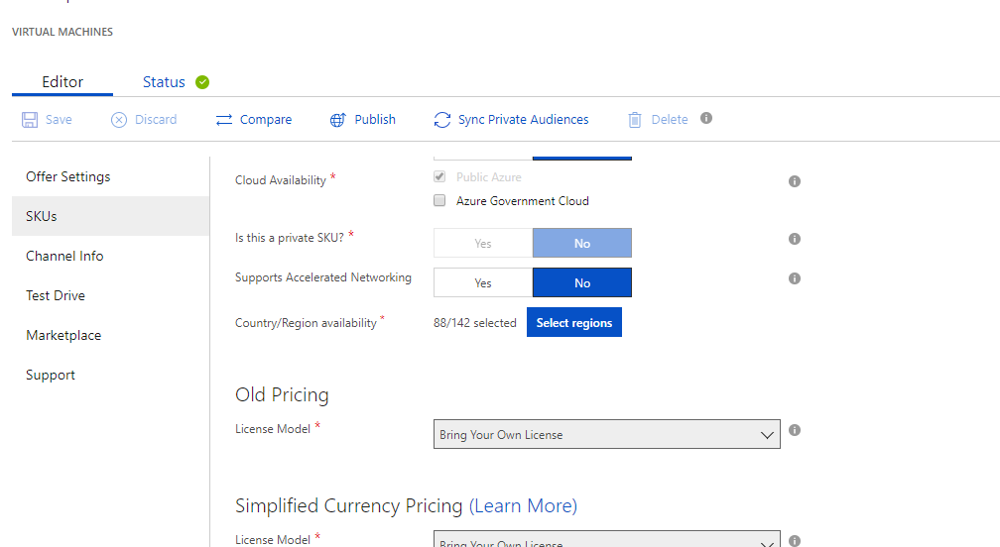 VIRTUAL MACHINES
Editor Status
Save Discard Compare Publish Sync Private Audiences Delete
Offer Settings
SKUs
Channel Info
Test Drive
Marketplace
Support
Cloud Availability *
Public Azure
Azure Government Cloud
Is this a private SKU? *
Yes No
Supports Accelerated Networking
Yes No
Country/Region availability *
88/142 selected Select regions
Old Pricing
License Model *
Bring Your Own License
Simplified Currency Pricing (Learn More)
License Model *
Bring Your Own License